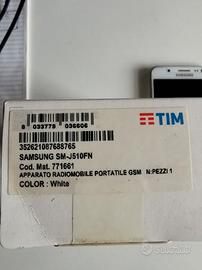 TIM
8 033779 036606
352621087688765
SAMSUNG SM-J510FN
Cod. Mat. 771661
APPARATO RADIOMOBILE PORTATILE GSM N:PEZZI 1
COLOR : White
subito